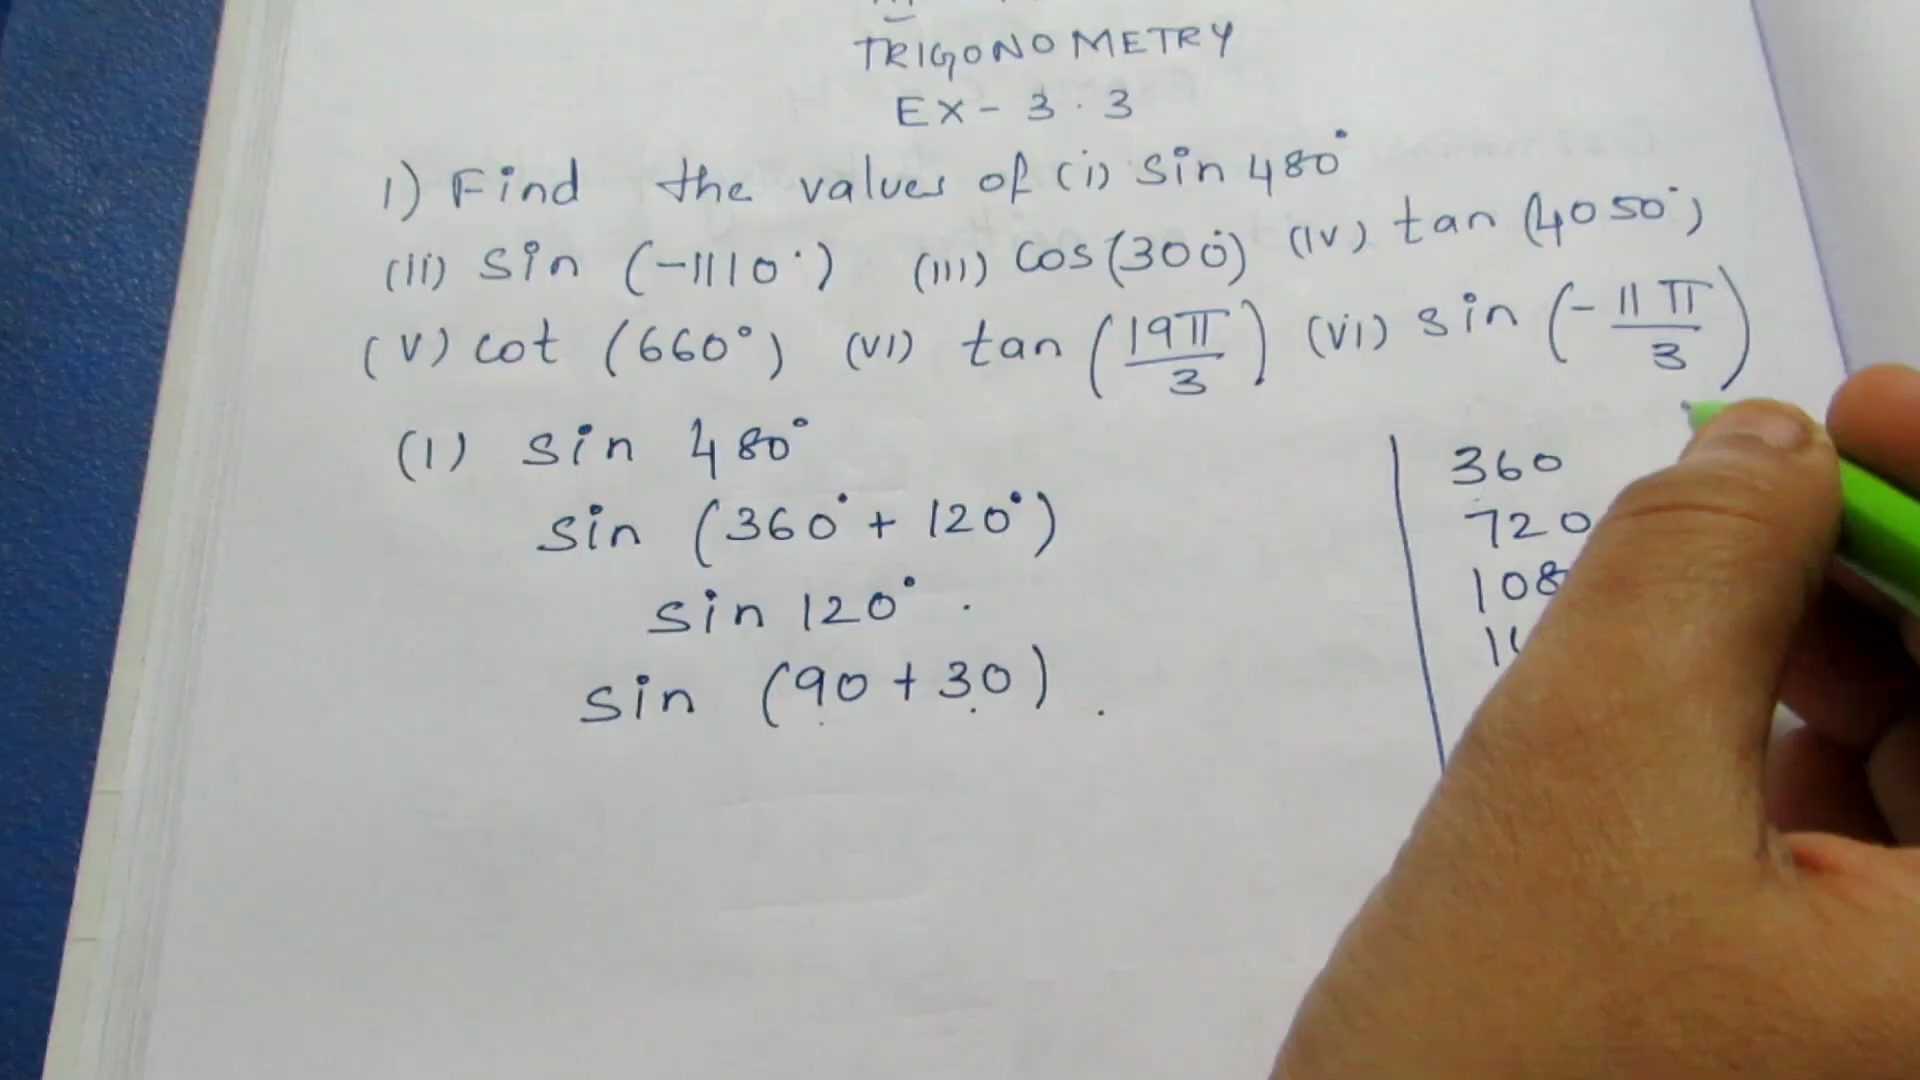 TRIGONOMETRY
EX - 3.3
1) Find the values of (i) sin 480°
(ii) sin (-1110°) (iii) cos (300°) (iv) tan (4050°)
(v) cot (660°) (vi) tan (19π/3) (vi) sin (-11π/3)
(1) sin 480°
sin (360° + 120°)
sin 120°.
sin (90 + 30).
360
720
108